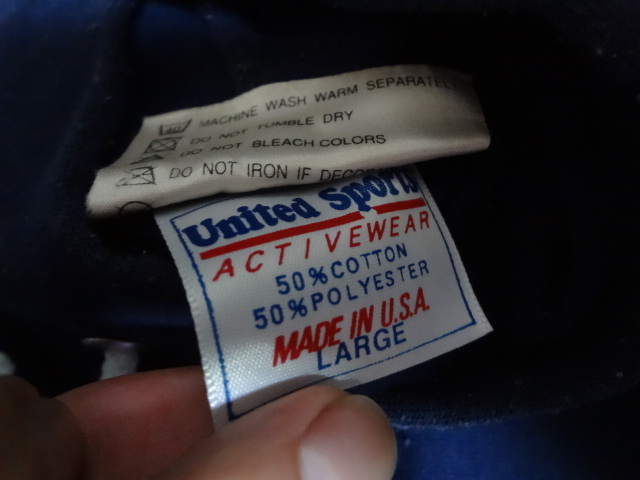 MACHINE WASH WARM SEPARATELY
DO NOT TUMBLE DRY
DO NOT BLEACH COLORS
DO NOT IRON IF
United Sports
ACTIVEWEAR
50% COTTON
50% POLYESTER
MADE IN U.S.A.
LARGE